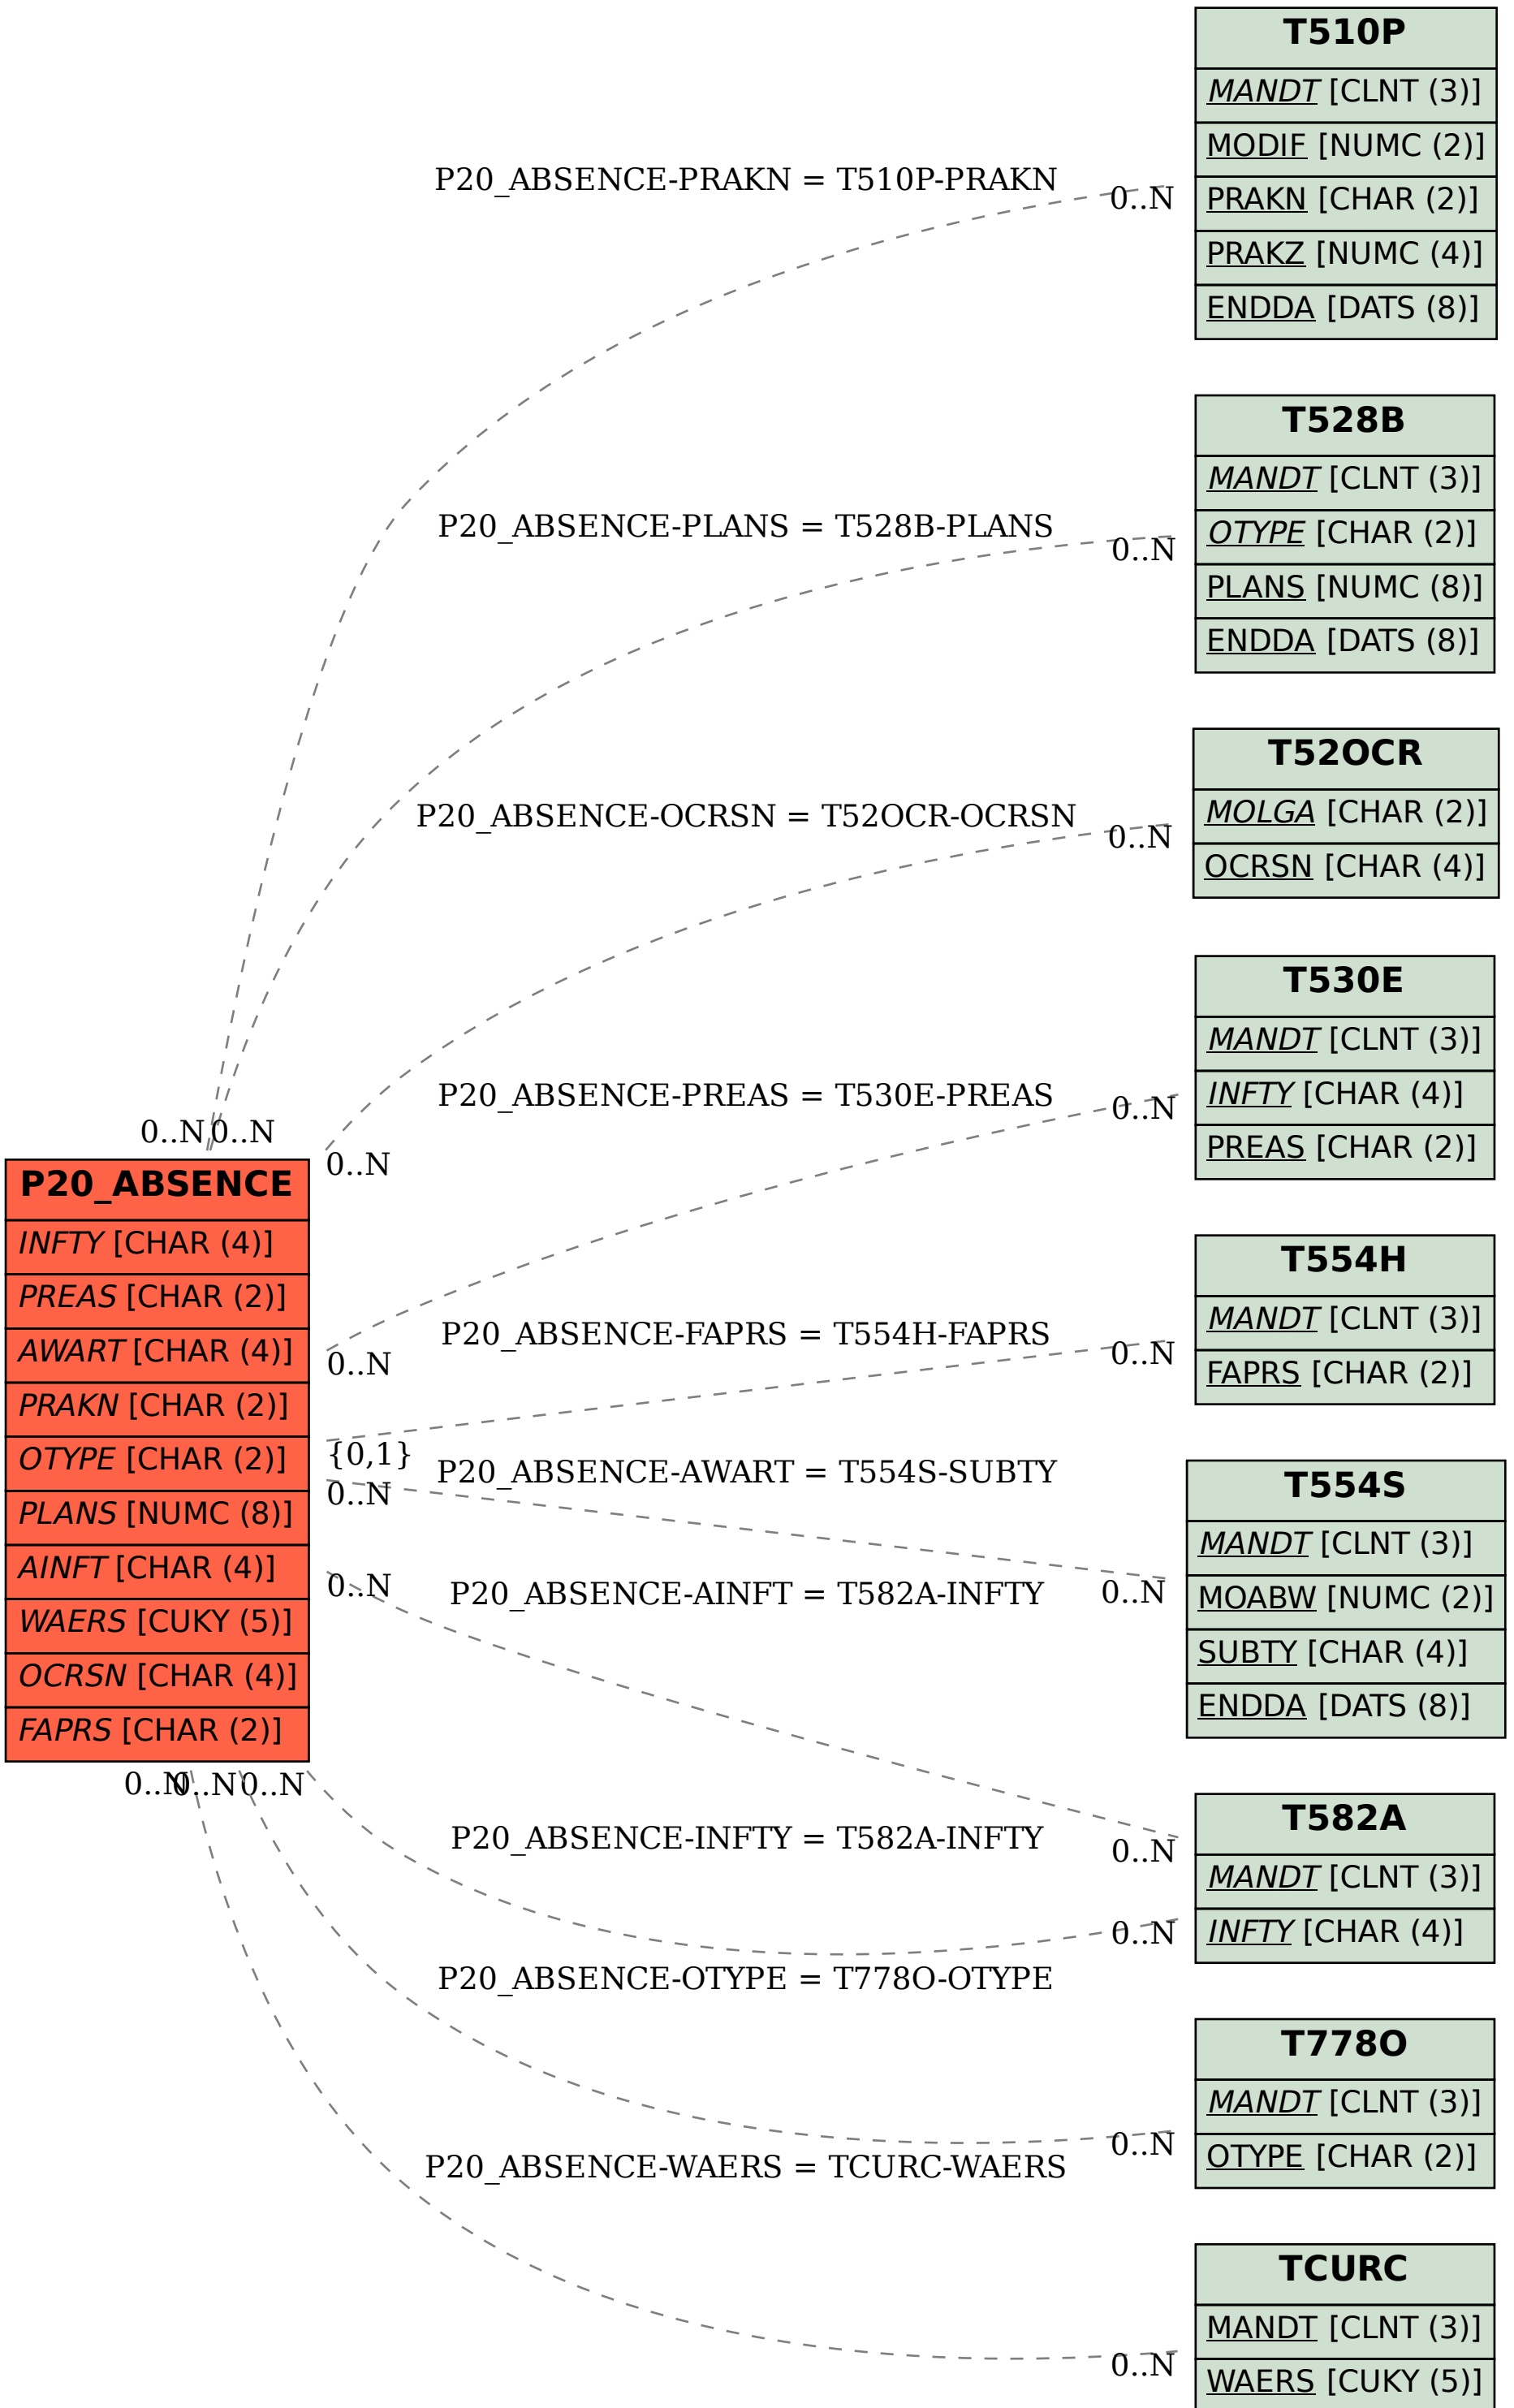 T510P
MANDT [CLNT (3)]
MODIF [NUMC (2)]
P20_ABSENCE-PRAKN = T510P-PRAKN
PRAKN [CHAR (2)]
0..N
PRAKZ [NUMC (4)]
ENDDA [DATS (8)]
T528B
MANDT [CLNT (3)]
P20_ABSENCE-PLANS = T528B-PLANS
OTYPE [CHAR (2)]
0..N
PLANS [NUMC (8)]
ENDDA [DATS (8)]
T52OCR
P20_ABSENCE-OCRSN = T52OCR-OCRSN
MOLGA [CHAR (2)]
0..N
OCRSN [CHAR (4)]
T530E
MANDT [CLNT (3)]
P20_ABSENCE-PREAS = T530E-PREAS
INFTY [CHAR (4)]
0..N
PREAS [CHAR (2)]
0..N
0..N
0..N
P20_ABSENCE
INFTY [CHAR (4)]
PREAS [CHAR (2)]
AWART [CHAR (4)]
PRAKN [CHAR (2)]
OTYPE [CHAR (2)]
PLANS [NUMC (8)]
AINFT [CHAR (4)]
WAERS [CUKY (5)]
OCRSN [CHAR (4)]
FAPRS [CHAR (2)]
T554H
MANDT [CLNT (3)]
P20_ABSENCE-FAPRS = T554H-FAPRS
0..N
0..N
FAPRS [CHAR (2)]
{0,1}
P20_ABSENCE-AWART = T554S-SUBTY
0..N
T554S
MANDT [CLNT (3)]
0..N
P20_ABSENCE-AINFT = T582A-INFTY
0..N
MOABW [NUMC (2)]
SUBTY [CHAR (4)]
ENDDA [DATS (8)]
0..N
0..N
0..N
T582A
P20_ABSENCE-INFTY = T582A-INFTY
0..N
MANDT [CLNT (3)]
INFTY [CHAR (4)]
0..N
P20_ABSENCE-OTYPE = T778O-OTYPE
T778O
MANDT [CLNT (3)]
0..N
OTYPE [CHAR (2)]
P20_ABSENCE-WAERS = TCURC-WAERS
TCURC
MANDT [CLNT (3)]
0..N
WAERS [CUKY (5)]